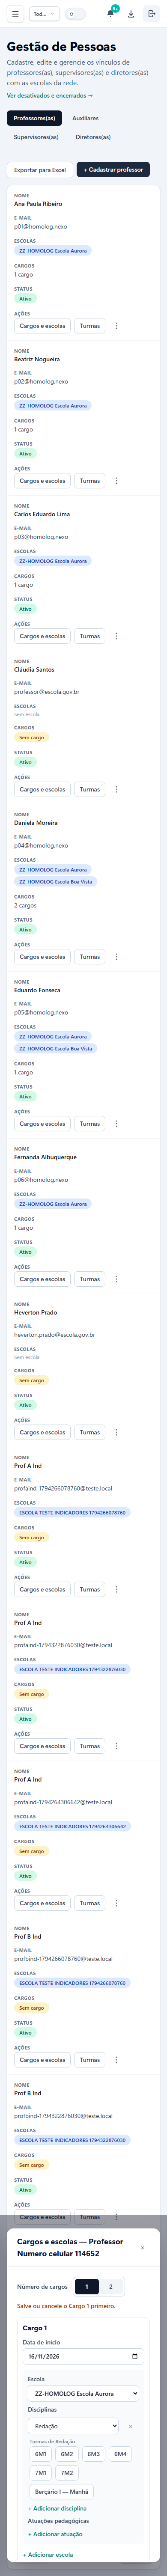 Tod...
9+
Gestão de Pessoas
Cadastre, edite e gerencie os vínculos de
professores(as), supervisores(as) e diretores(as)
com as escolas da rede.
Ver desativados e encerrados →
Professores(as)
Auxiliares
Supervisores(as)
Diretores(as)
Exportar para Excel
+ Cadastrar professor
NOME
Ana Paula Ribeiro
E-MAIL
p01@homolog.nexo
ESCOLAS
ZZ-HOMOLOG Escola Aurora
CARGOS
1 cargo
STATUS
Ativo
AÇÕES
Cargos e escolas
Turmas
NOME
Beatriz Nogueira
E-MAIL
p02@homolog.nexo
ESCOLAS
ZZ-HOMOLOG Escola Aurora
CARGOS
1 cargo
STATUS
Ativo
AÇÕES
Cargos e escolas
Turmas
NOME
Carlos Eduardo Lima
E-MAIL
p03@homolog.nexo
ESCOLAS
ZZ-HOMOLOG Escola Aurora
CARGOS
1 cargo
STATUS
Ativo
AÇÕES
Cargos e escolas
Turmas
NOME
Cláudia Santos
E-MAIL
professor@escola.gov.br
ESCOLAS
Sem escola
CARGOS
Sem cargo
STATUS
Ativo
AÇÕES
Cargos e escolas
Turmas
NOME
Daniela Moreira
E-MAIL
p04@homolog.nexo
ESCOLAS
ZZ-HOMOLOG Escola Aurora
ZZ-HOMOLOG Escola Boa Vista
CARGOS
2 cargos
STATUS
Ativo
AÇÕES
Cargos e escolas
Turmas
NOME
Eduardo Fonseca
E-MAIL
p05@homolog.nexo
ESCOLAS
ZZ-HOMOLOG Escola Aurora
ZZ-HOMOLOG Escola Boa Vista
CARGOS
1 cargo
STATUS
Ativo
AÇÕES
Cargos e escolas
Turmas
NOME
Fernanda Albuquerque
E-MAIL
p06@homolog.nexo
ESCOLAS
ZZ-HOMOLOG Escola Aurora
CARGOS
1 cargo
STATUS
Ativo
AÇÕES
Cargos e escolas
Turmas
NOME
Heverton Prado
E-MAIL
heverton.prado@escola.gov.br
ESCOLAS
Sem escola
CARGOS
Sem cargo
STATUS
Ativo
AÇÕES
Cargos e escolas
Turmas
NOME
Prof A Ind
E-MAIL
profaind-1794266078760@teste.local
ESCOLAS
ESCOLA TESTE INDICADORES 1794266078760
CARGOS
Sem cargo
STATUS
Ativo
AÇÕES
Cargos e escolas
Turmas
NOME
Prof A Ind
E-MAIL
profaind-1794322876030@teste.local
ESCOLAS
ESCOLA TESTE INDICADORES 1794322876030
CARGOS
Sem cargo
STATUS
Ativo
AÇÕES
Cargos e escolas
Turmas
NOME
Prof A Ind
E-MAIL
profaind-1794264306642@teste.local
ESCOLAS
ESCOLA TESTE INDICADORES 1794264306642
CARGOS
Sem cargo
STATUS
Ativo
AÇÕES
Cargos e escolas
Turmas
NOME
Prof B Ind
E-MAIL
profbind-1794266078760@teste.local
ESCOLAS
ESCOLA TESTE INDICADORES 1794266078760
CARGOS
Sem cargo
STATUS
Ativo
AÇÕES
Cargos e escolas
Turmas
NOME
Prof B Ind
E-MAIL
profbind-1794322876030@teste.local
ESCOLAS
ESCOLA TESTE INDICADORES 1794322876030
CARGOS
Sem cargo
STATUS
Ativo
AÇÕES
Cargos e escolas
Turmas
Cargos e escolas — Professor
Numero celular 114652
×
Número de cargos
1
2
Salve ou cancele o Cargo 1 primeiro.
Cargo 1
Data de início
16/11/2026
Escola
ZZ-HOMOLOG Escola Aurora
Disciplinas
Redação
×
Turmas de Redação
6M1
6M2
6M3
6M4
7M1
7M2
Berçário I — Manhã
+ Adicionar disciplina
Atuações pedagógicas
+ Adicionar atuação
+ Adicionar escola